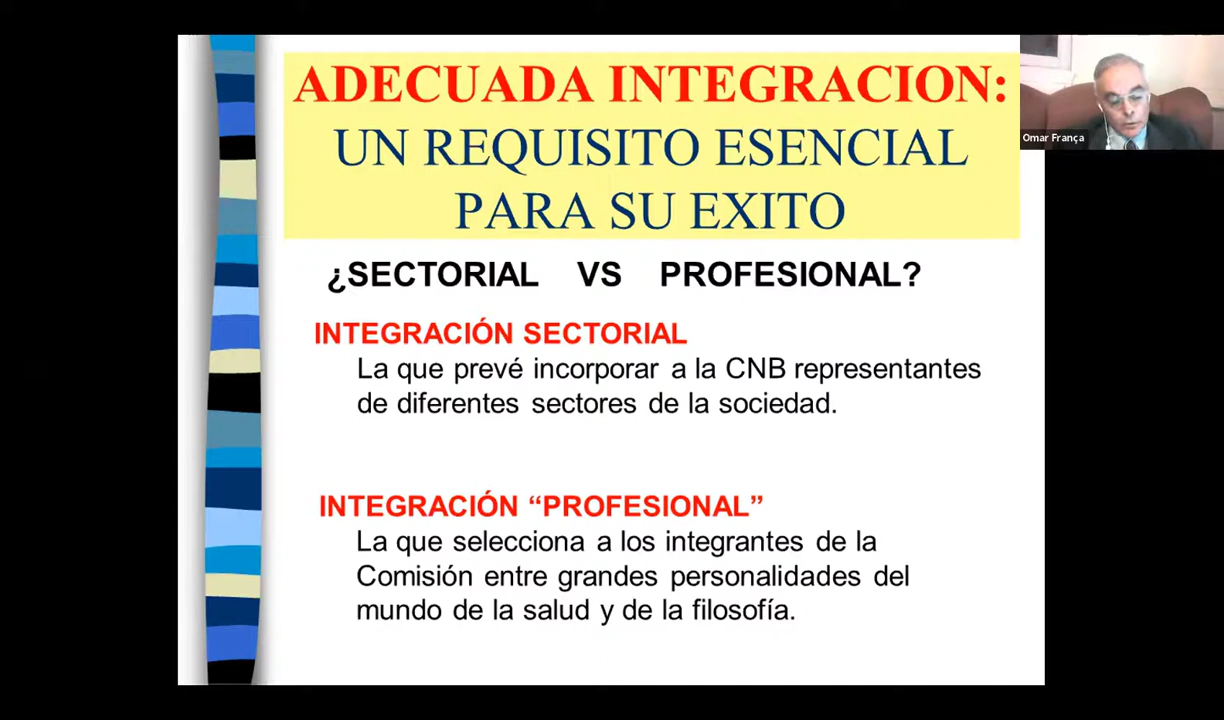 ADECUADA INTEGRACION:
UN REQUISITO ESENCIAL
PARA SU EXITO
Omar França
¿SECTORIAL VS PROFESIONAL?
INTEGRACIÓN SECTORIAL
La que prevé incorporar a la CNB representantes
de diferentes sectores de la sociedad.
INTEGRACIÓN “PROFESIONAL”
La que selecciona a los integrantes de la
Comisión entre grandes personalidades del
mundo de la salud y de la filosofía.